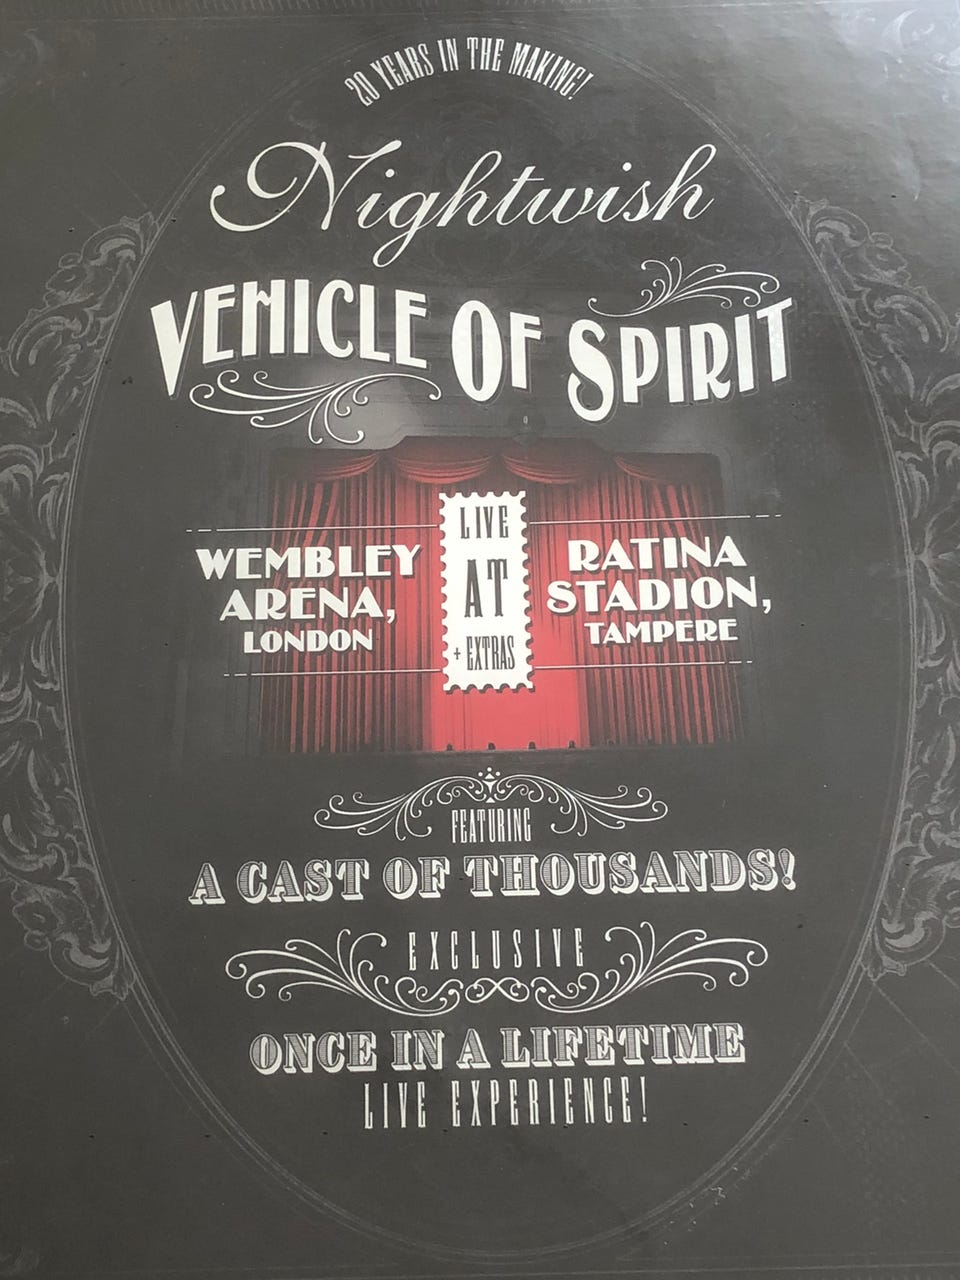 20 YEARS IN THE MAKING!
Nightwish
VEHICLE OF SPIRIT
LIVE
AT
+ EXTRAS
WEMBLEY
ARENA,
LONDON
RATINA
STADION,
TAMPERE
FEATURING
A CAST OF THOUSANDS!
EXCLUSIVE
ONCE IN A LIFETIME
LIVE EXPERIENCE!